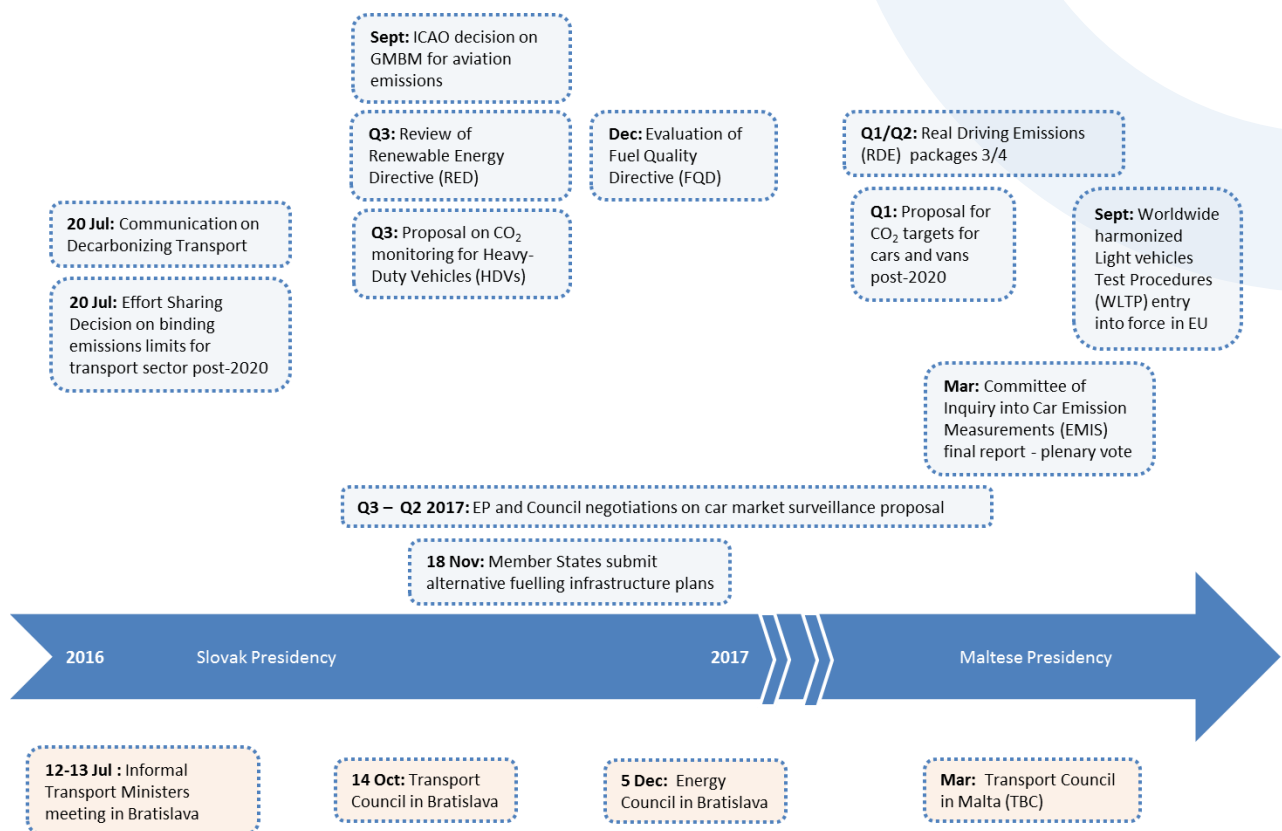 Sept: ICAO decision on
GMBM for aviation
emissions
Q3: Review of
Renewable Energy
Directive (RED)
Dec: Evaluation of
Fuel Quality
Directive (FQD)
Q1/Q2: Real Driving Emissions
(RDE) packages 3/4
20 Jul: Communication on
Decarbonizing Transport
Q3: Proposal on CO₂
monitoring for Heavy-
Duty Vehicles (HDVs)
Q1: Proposal for
CO₂ targets for
cars and vans
post-2020
Sept: Worldwide
harmonized
Light vehicles
Test Procedures
(WLTP) entry
into force in EU
20 Jul: Effort Sharing
Decision on binding
emissions limits for
transport sector post-2020
Mar: Committee of
Inquiry into Car Emission
Measurements (EMIS)
final report - plenary vote
Q3 – Q2 2017: EP and Council negotiations on car market surveillance proposal
18 Nov: Member States submit
alternative fuelling infrastructure plans
2016 Slovak Presidency 2017 Maltese Presidency
12-13 Jul : Informal
Transport Ministers
meeting in Bratislava
14 Oct: Transport
Council in Bratislava
5 Dec: Energy
Council in Bratislava
Mar: Transport Council
in Malta (TBC)